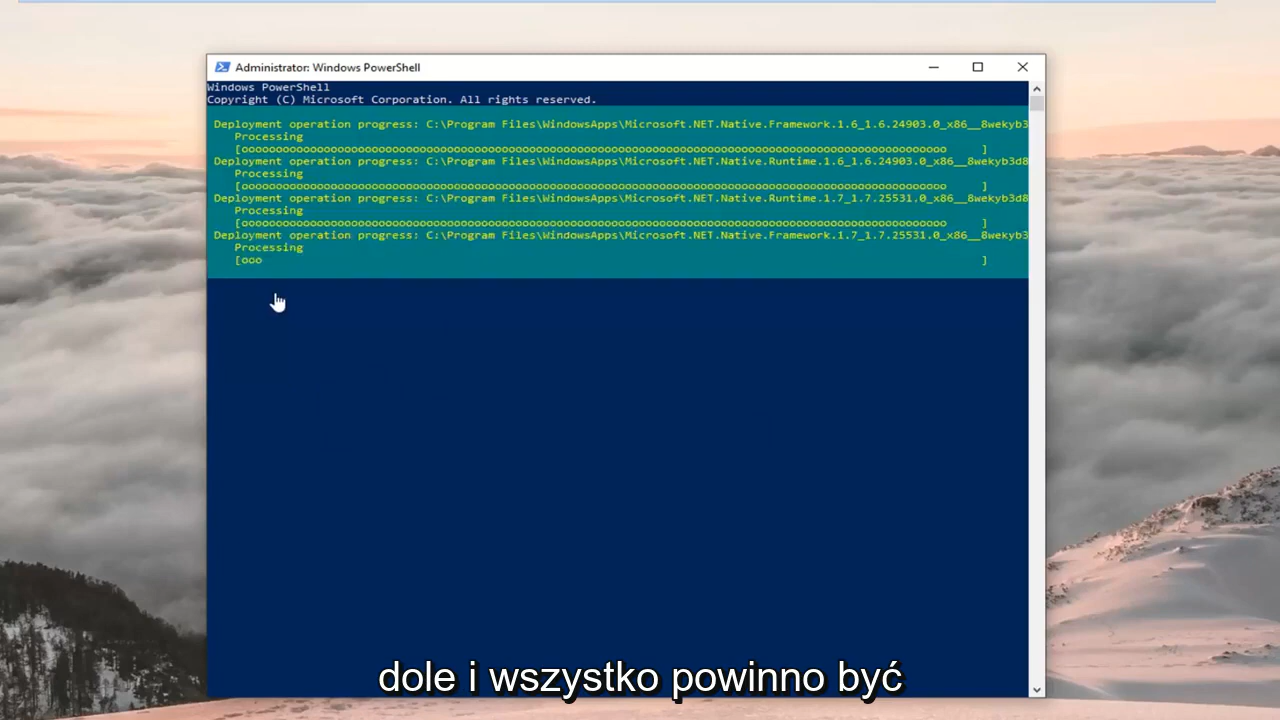 Administrator: Windows PowerShell
Windows PowerShell
Copyright (C) Microsoft Corporation. All rights reserved.
Deployment operation progress: C:\Program Files\WindowsApps\Microsoft.NET.Native.Framework.1.6_1.6.24903.0_x86__8wekyb3
Processing
[ooooooooooooooooooooooooooooooooooooooooooooooooooooooooooooooooooooooooooooooooooooooooooooooooooooooo     ]
Deployment operation progress: C:\Program Files\WindowsApps\Microsoft.NET.Native.Runtime.1.6_1.6.24903.0_x86__8wekyb3d8
Processing
[ooooooooooooooooooooooooooooooooooooooooooooooooooooooooooooooooooooooooooooooooooooooooooooooooooooooo     ]
Deployment operation progress: C:\Program Files\WindowsApps\Microsoft.NET.Native.Runtime.1.7_1.7.25531.0_x86__8wekyb3d8
Processing
[ooooooooooooooooooooooooooooooooooooooooooooooooooooooooooooooooooooooooooooooooooooooooooooooooooooooo     ]
Deployment operation progress: C:\Program Files\WindowsApps\Microsoft.NET.Native.Framework.1.7_1.7.25531.0_x86__8wekyb3
Processing
[ooo     ]
dole i wszystko powinno być